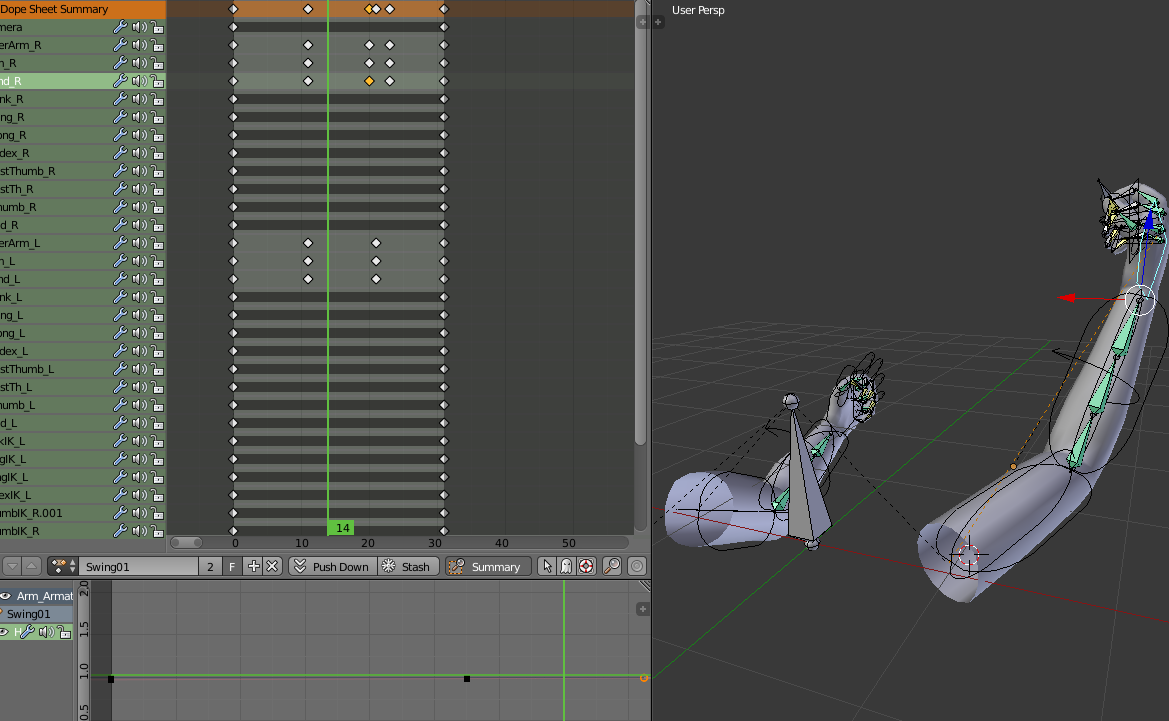 Dope Sheet Summary
User Persp
mera
erArm_R
n_R
nd_R
nk_R
ng_R
ong_R
dex_R
stThumb_R
stTh_R
humb_R
d_R
erArm_L
n_L
nd_L
nk_L
ng_L
ong_L
dex_L
stThumb_L
stTh_L
humb_L
d_L
kIK_L
gIK_L
ngIK_L
exIK_L
umbIK_R.001
umbIK_R
14
0 10 20 30 40 50
Swing01 2 F Push Down Stash Summary
Arm_Armat
Swing01
H
2.0
1.5
1.0
0.5